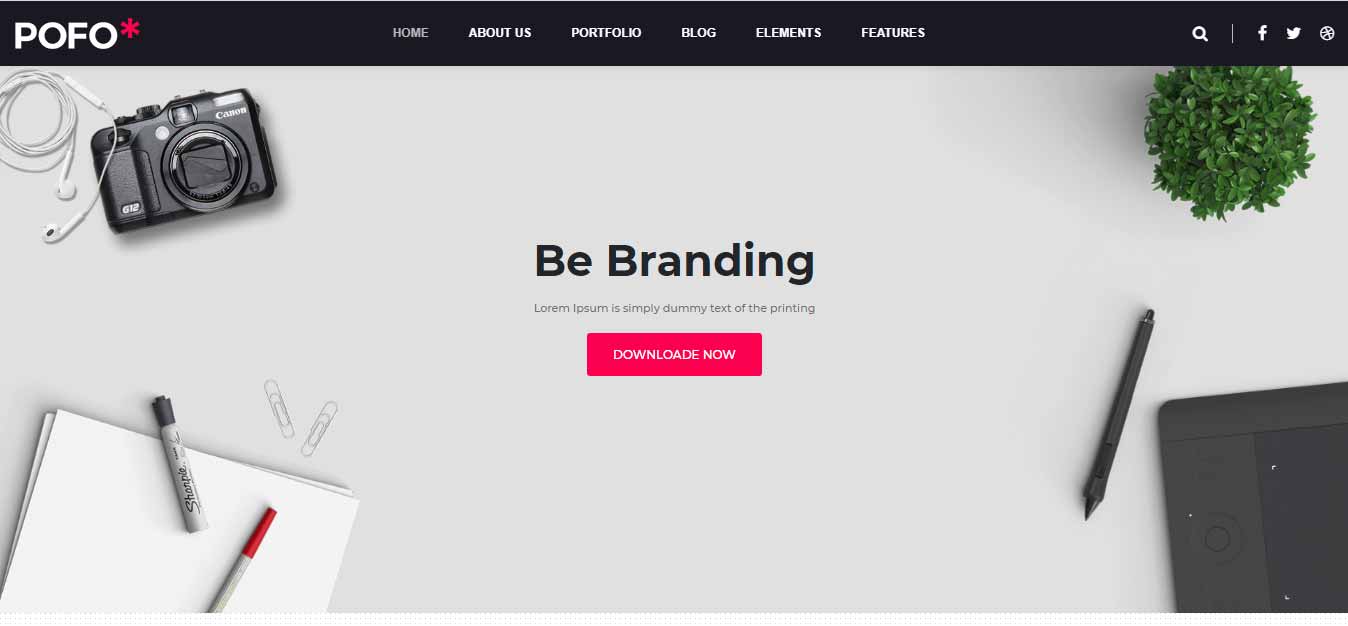 POFO*
HOME ABOUT US PORTFOLIO BLOG ELEMENTS FEATURES
Canon
G12
Be Branding
Lorem Ipsum is simply dummy text of the printing
DOWNLOADE NOW
Sharpie